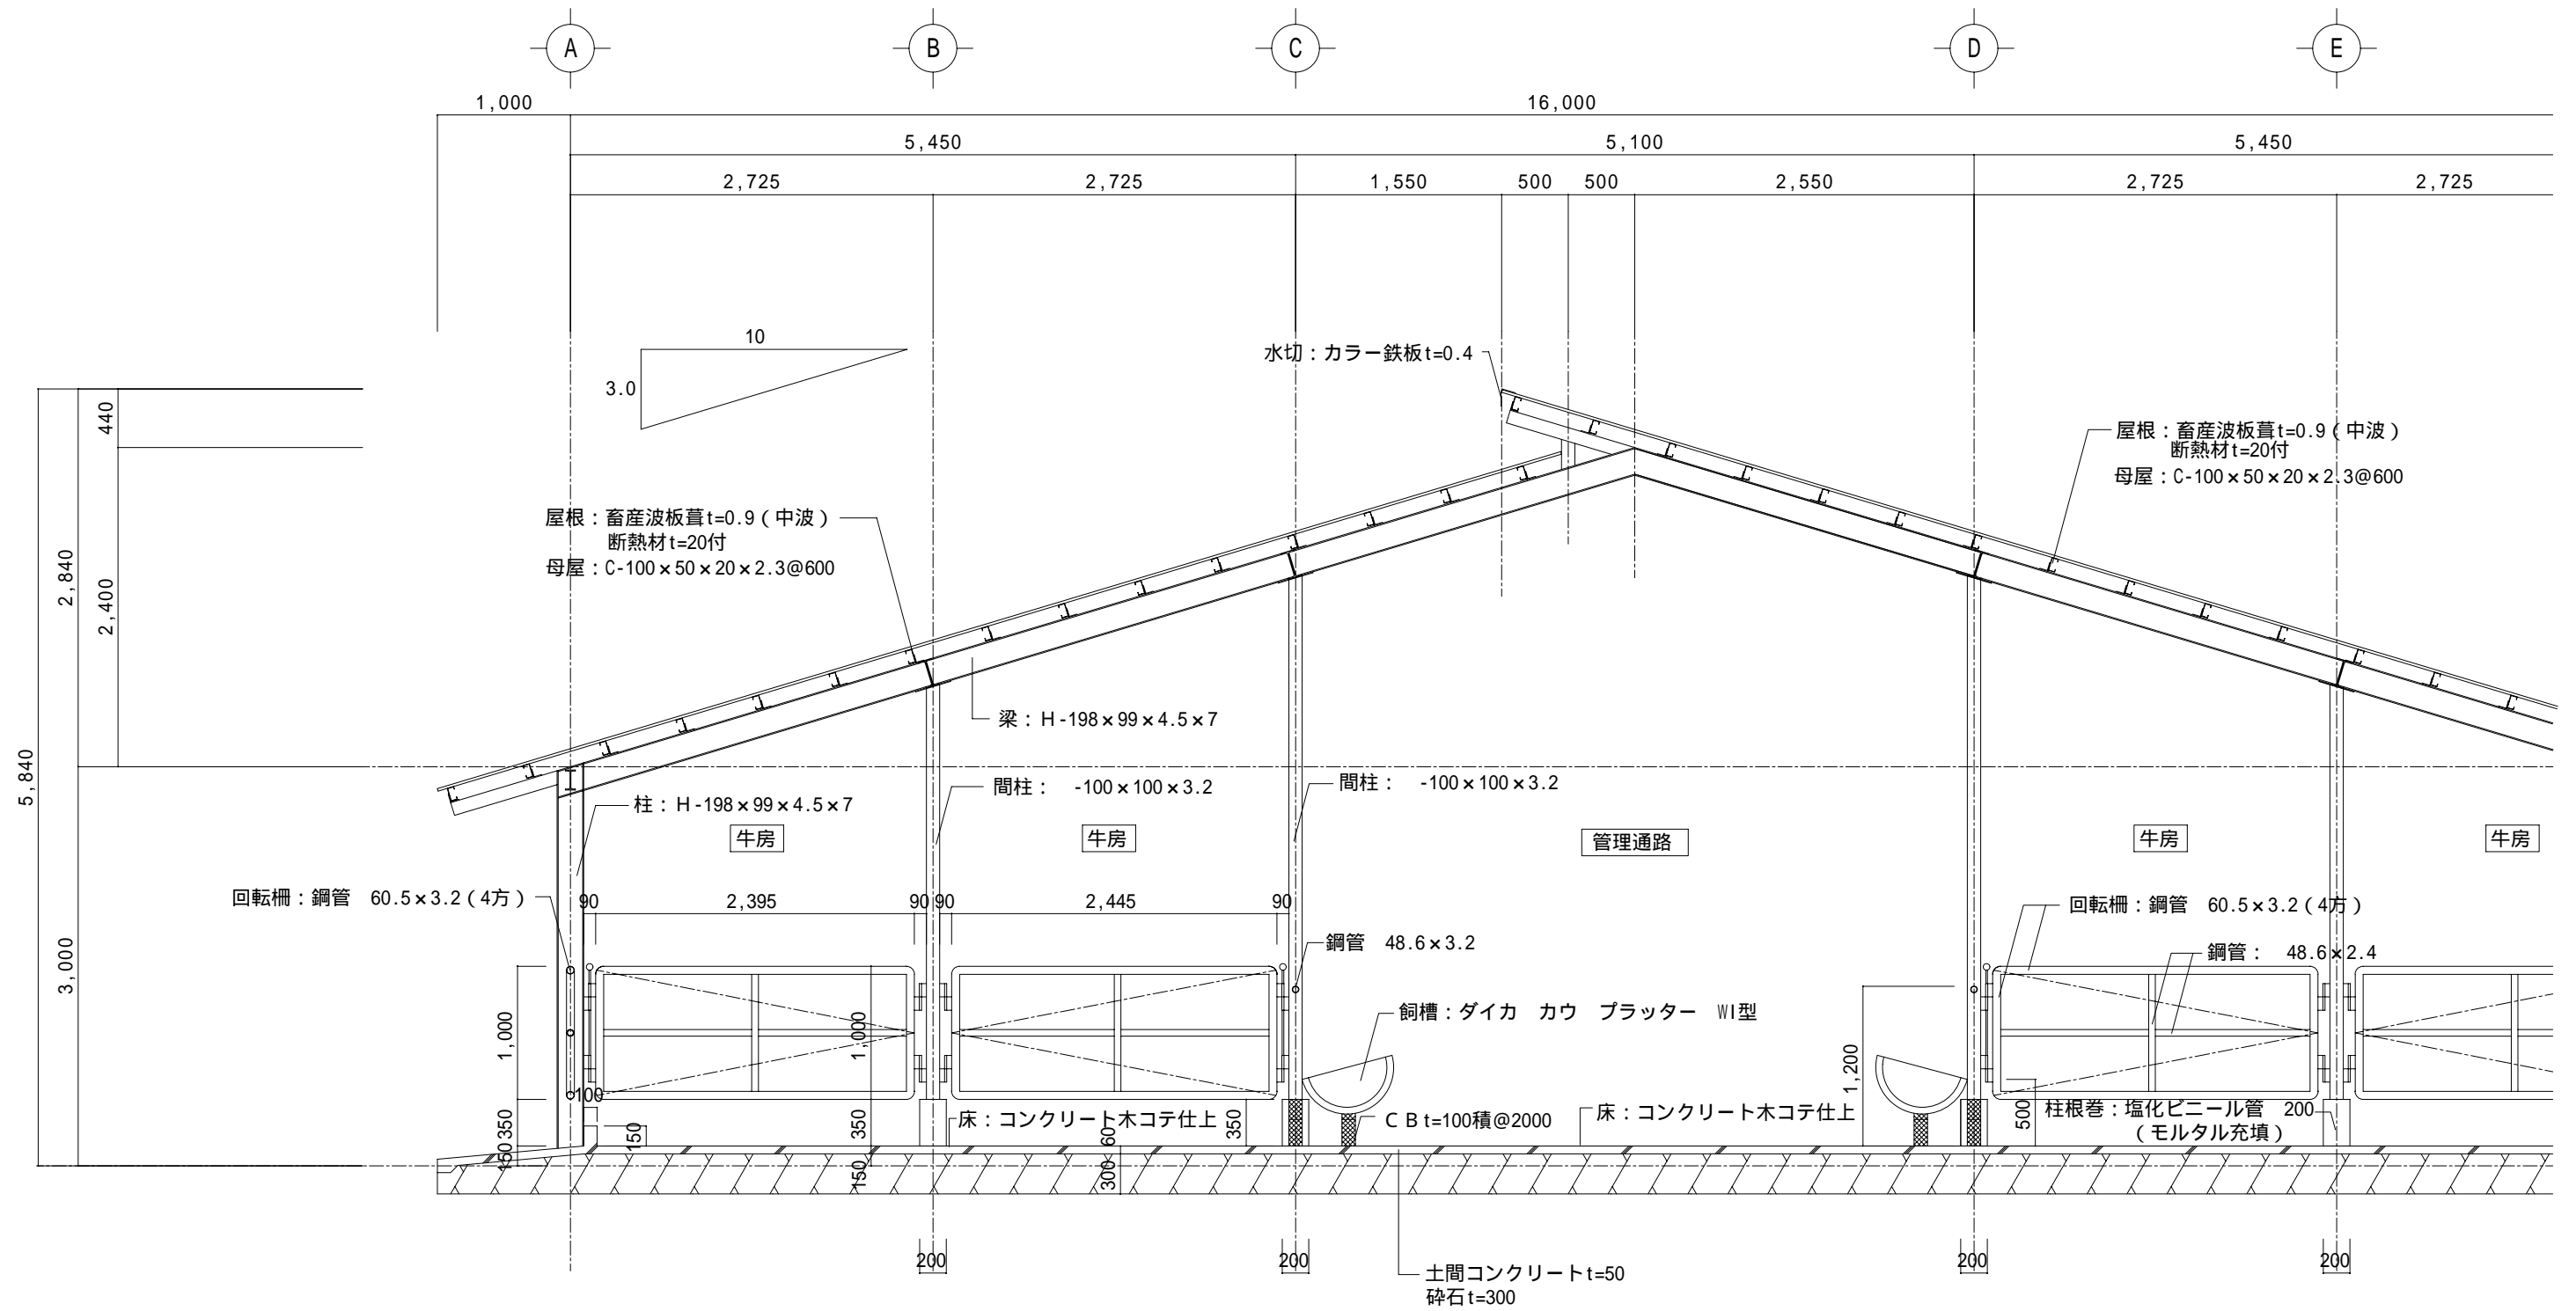 A B C D E
1,000 16,000
5,450 5,100 5,450
2,725 2,725 1,550 500 500 2,550 2,725 2,725
10
3.0
水切：カラー鉄板t=0.4
440
屋根：畜産波板葺t=0.9（中波）
断熱材t=20付
母屋：C-100×50×20×2.3@600
屋根：畜産波板葺t=0.9（中波）
断熱材t=20付
母屋：C-100×50×20×2.3@600
2,840
2,400
梁：H-198×99×4.5×7
5,840
間柱：　-100×100×3.2
間柱：　-100×100×3.2
柱：H-198×99×4.5×7
牛房 牛房 管理通路 牛房 牛房
回転柵：鋼管　60.5×3.2（4方）
90 2,395 90 90 2,445 90
回転柵：鋼管　60.5×3.2（4方）
鋼管　48.6×3.2
鋼管：　48.6×2.4
3,000
飼槽：ダイカ　カウ　プラッター　WI型
1,000 1,000 1,200
100
350 150 150 350 150 350 500
床：コンクリート木コテ仕上
300 60
ＣＢt=100積@2000
床：コンクリート木コテ仕上
柱根巻：塩化ビニール管　200
（モルタル充填）
200 200 200 200
土間コンクリートt=50
砕石t=300